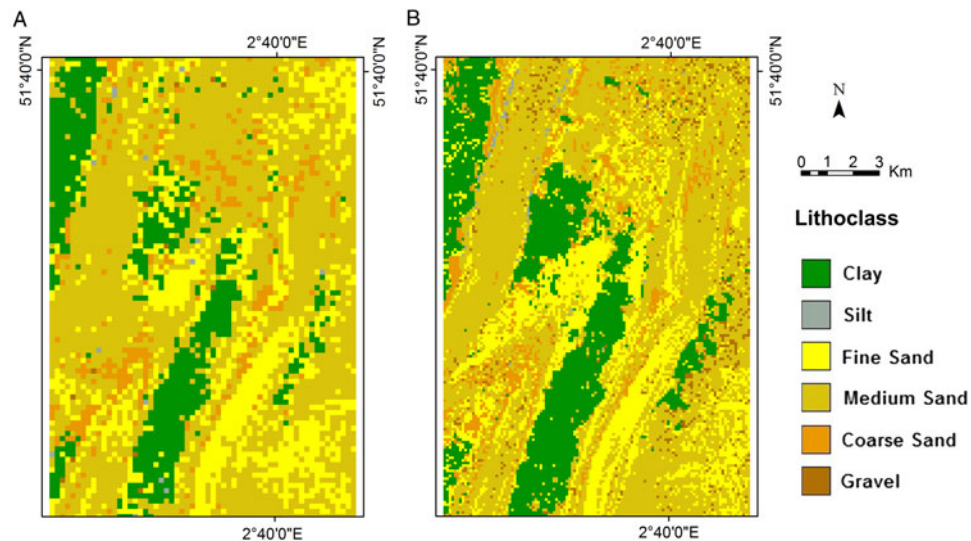 A
B
2°40'0"E
2°40'0"E
51°40'0"N
51°40'0"N
51°40'0"N
51°40'0"N
N
0 1 2 3 Km
Lithoclass
Clay
Silt
Fine Sand
Medium Sand
Coarse Sand
Gravel
2°40'0"E
2°40'0"E